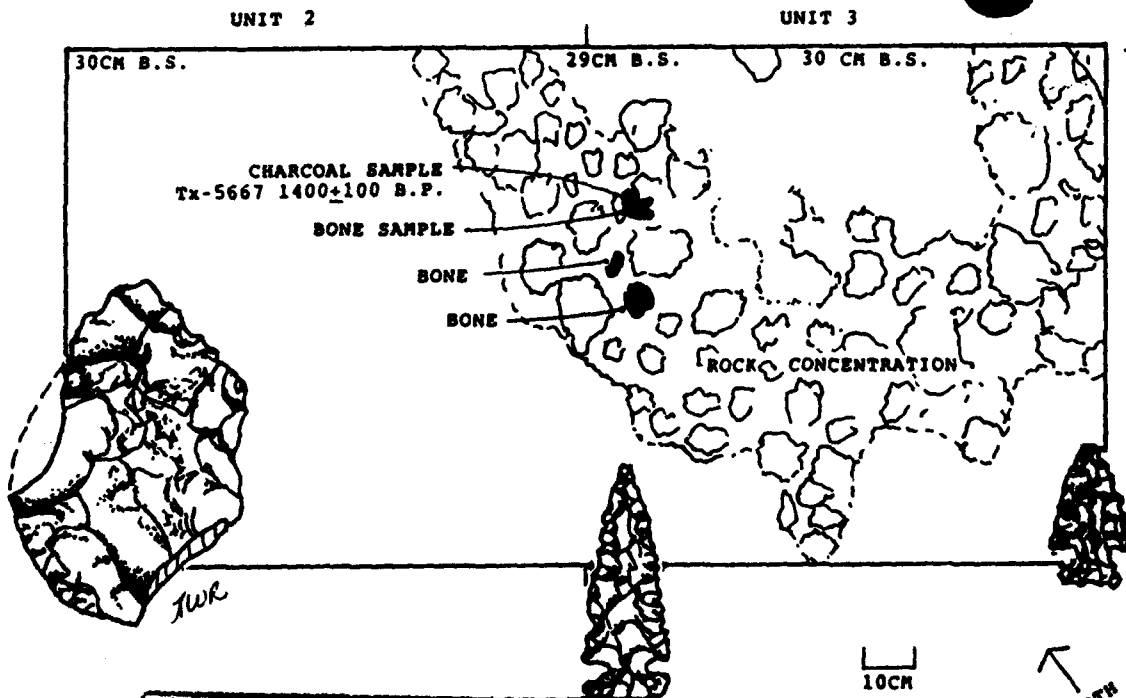 UNIT 2
UNIT 3
30CM B.S.
29CM B.S.
30 CM B.S.
CHARCOAL SAMPLE
Tx-5667 1400±100 B.P.
BONE SAMPLE
BONE
BONE
ROCK CONCENTRATION
TWR
10CM